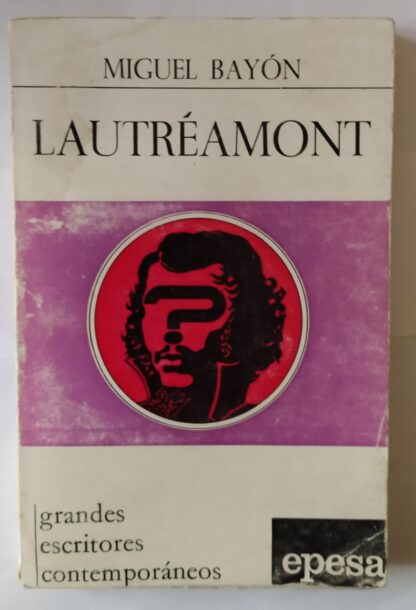 MIGUEL BAYÓN
LAUTRÉAMONT
?
grandes
escritores
contemporáneos
epesa